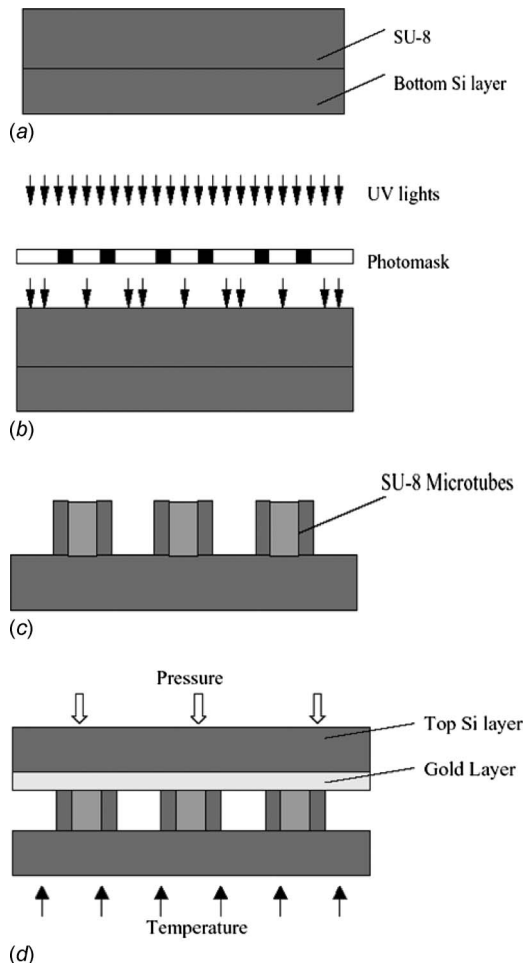 SU-8
Bottom Si layer
(a)
UV lights
Photomask
(b)
SU-8 Microtubes
(c)
Pressure
Top Si layer
Gold Layer
Temperature
(d)